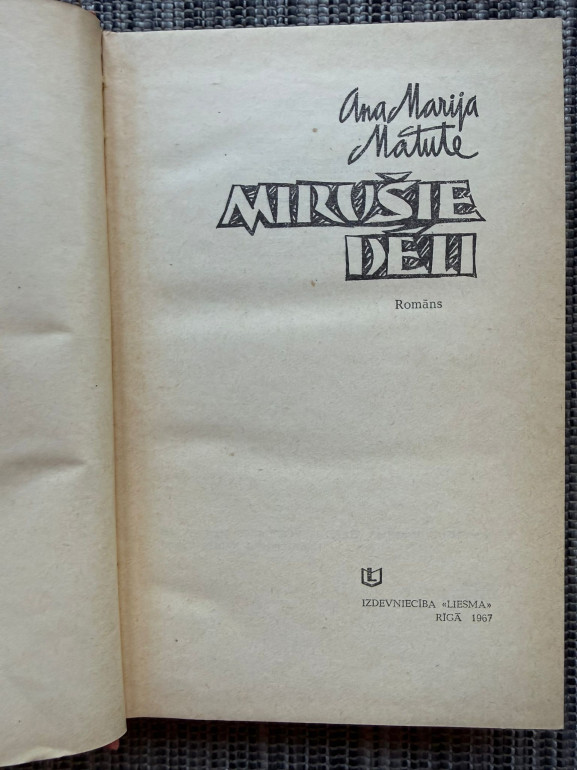 Ana Marija
Matute
MIRUŠIE
DĒLI
Romāns
L
IZDEVNIECĪBA «LIESMA»
RĪGĀ 1967